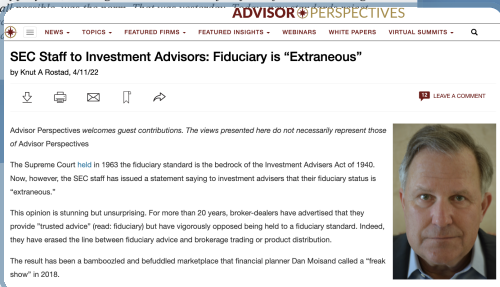 ADVISOR PERSPECTIVES
NEWS TOPICS FEATURED FIRMS FEATURED INSIGHTS WEBINARS WHITE PAPERS VIRTUAL SUMMITS
SEC Staff to Investment Advisors: Fiduciary is “Extraneous”
by Knut A Rostad, 4/11/22
12 LEAVE A COMMENT
Advisor Perspectives welcomes guest contributions. The views presented here do not necessarily represent those
of Advisor Perspectives
The Supreme Court held in 1963 the fiduciary standard is the bedrock of the Investment Advisers Act of 1940.
Now, however, the SEC staff has issued a statement saying to investment advisers that their fiduciary status is
“extraneous.”
This opinion is stunning but unsurprising. For more than 20 years, broker-dealers have advertised that they
provide "trusted advice” (read: fiduciary) but have vigorously opposed being held to a fiduciary standard. Indeed,
they have erased the line between fiduciary advice and brokerage trading or product distribution.
The result has been a bamboozled and befuddled marketplace that financial planner Dan Moisand called a “freak
show” in 2018.